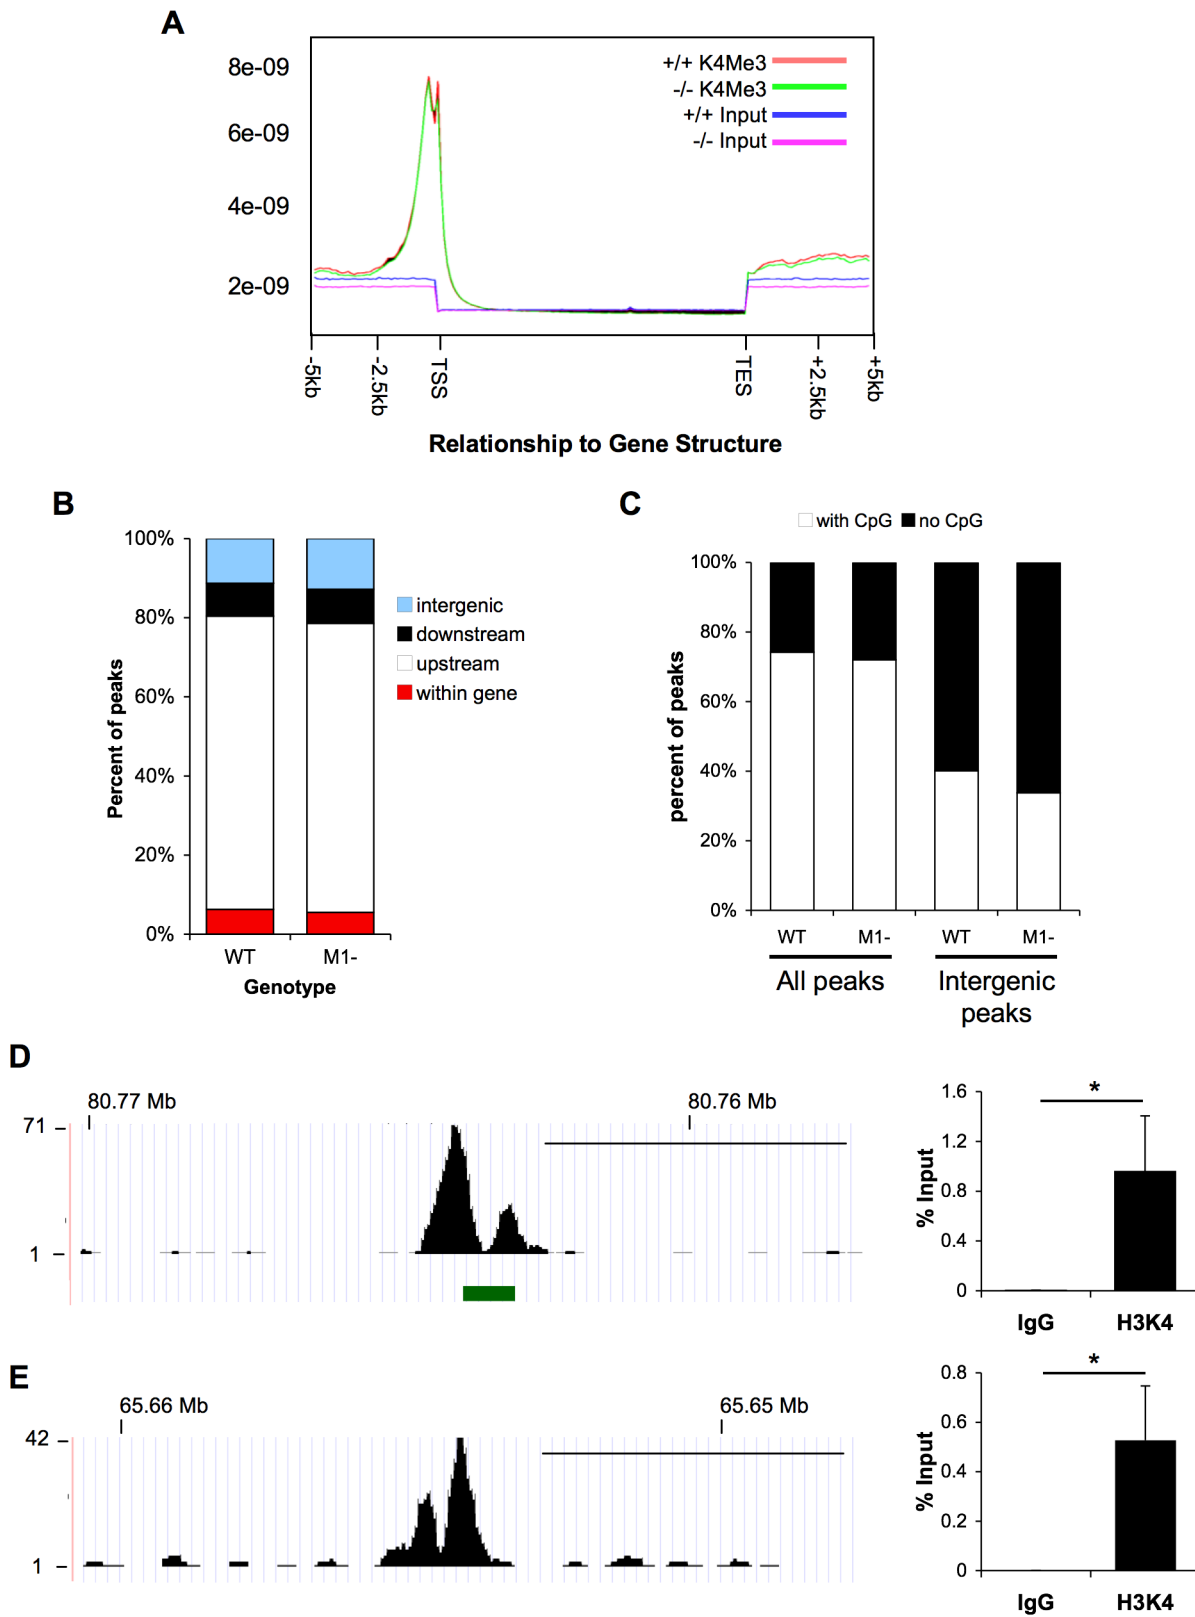 A
8e-09
6e-09
4e-09
2e-09
+/+ K4Me3
-/- K4Me3
+/+ Input
-/- Input
-5kb
-2.5kb
TSS
TES
+2.5kb
+5kb
Relationship to Gene Structure
B
100%
80%
60%
40%
20%
0%
Percent of peaks
WT
M1-
Genotype
intergenic
downstream
upstream
within gene
C
with CpG
no CpG
100%
80%
60%
40%
20%
0%
percent of peaks
WT
M1-
WT
M1-
All peaks
Intergenic
peaks
D
80.77 Mb
80.76 Mb
71
1
1.6
1.2
0.8
0.4
0
% Input
*
IgG
H3K4
E
65.66 Mb
65.65 Mb
42
1
0.8
0.6
0.4
0.2
0
% Input
*
IgG
H3K4